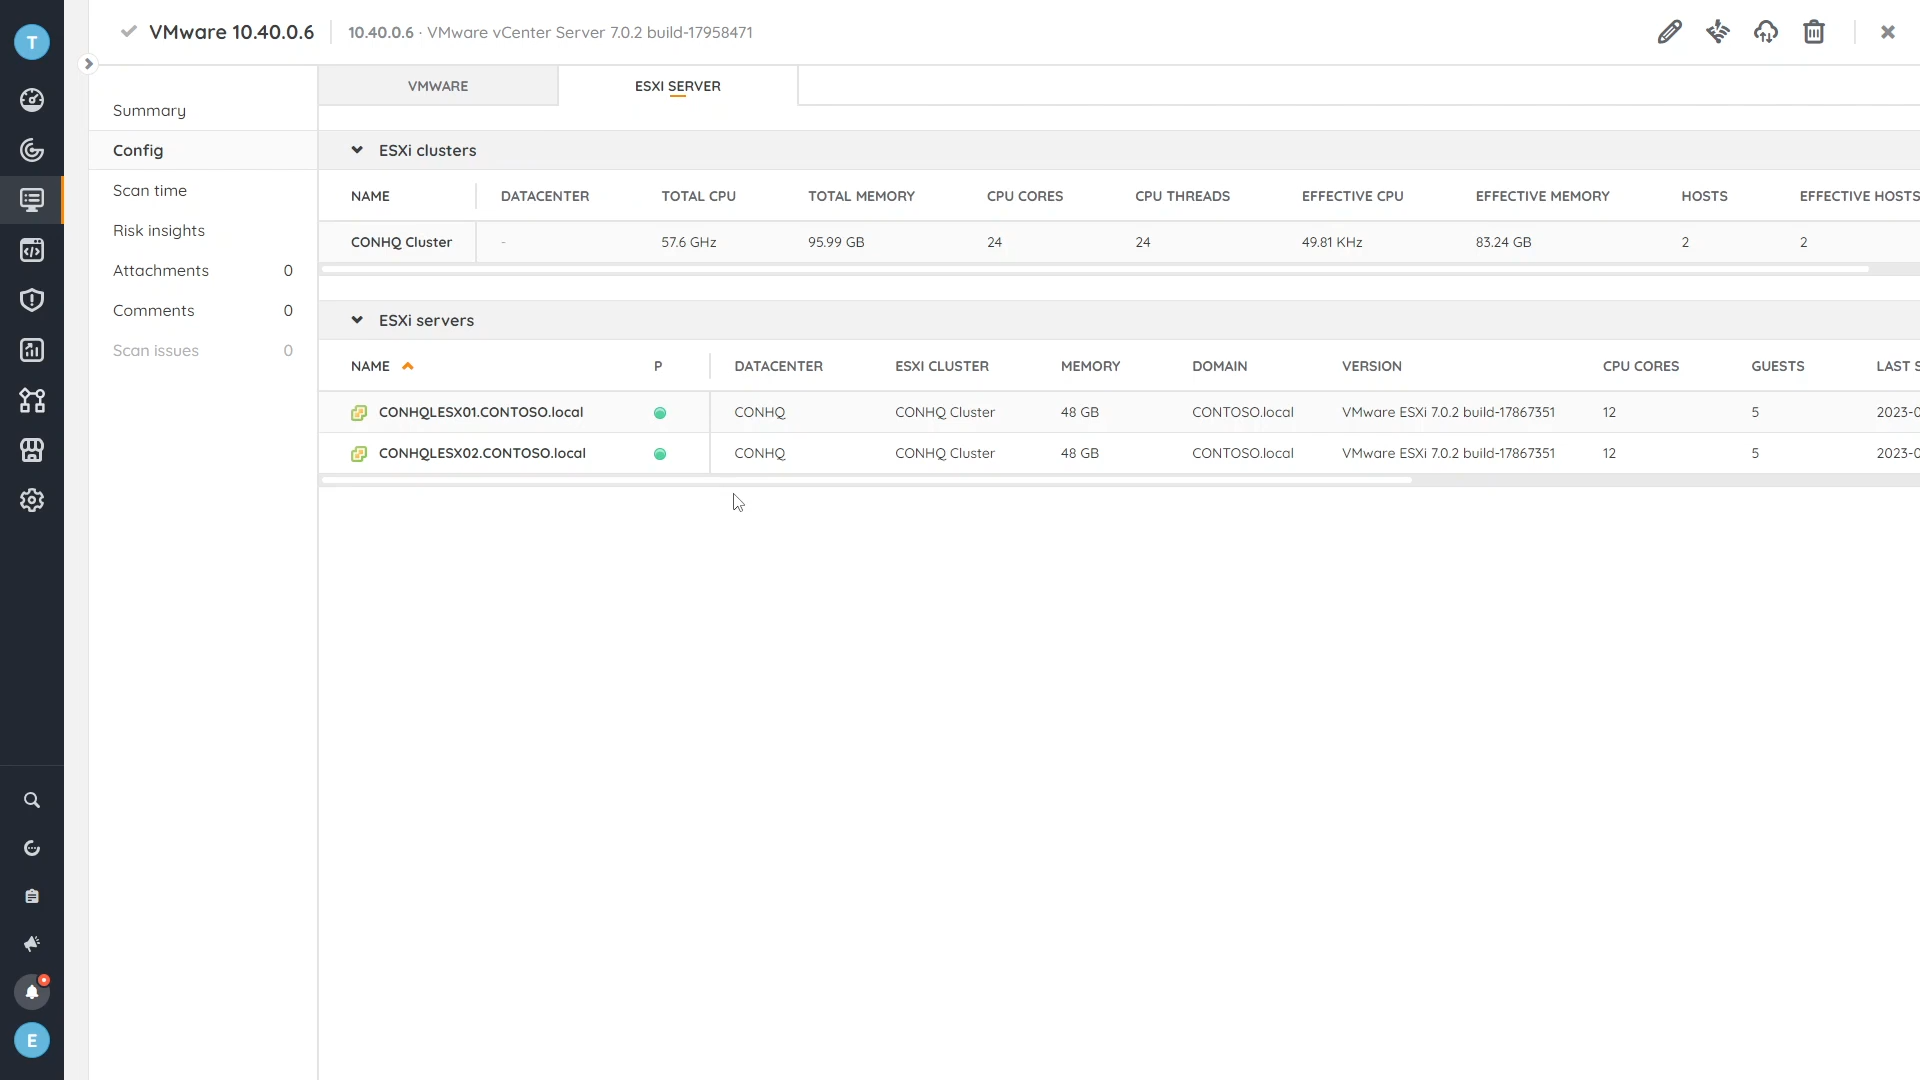 T
VMware 10.40.0.6
10.40.0.6 · VMware vCenter Server 7.0.2 build-17958471
Summary
Config
Scan time
Risk insights
Attachments 0
Comments 0
Scan issues 0
VMWARE
ESXI SERVER
ESXi clusters
NAME DATACENTER TOTAL CPU TOTAL MEMORY CPU CORES CPU THREADS EFFECTIVE CPU EFFECTIVE MEMORY HOSTS EFFECTIVE HOSTS
CONHQ Cluster - 57.6 GHz 95.99 GB 24 24 49.81 KHz 83.24 GB 2 2
ESXi servers
NAME P DATACENTER ESXI CLUSTER MEMORY DOMAIN VERSION CPU CORES GUESTS LAST S
CONHQLESX01.CONTOSO.local CONHQ CONHQ Cluster 48 GB CONTOSO.local VMware ESXi 7.0.2 build-17867351 12 5 2023-0
CONHQLESX02.CONTOSO.local CONHQ CONHQ Cluster 48 GB CONTOSO.local VMware ESXi 7.0.2 build-17867351 12 5 2023-0
E